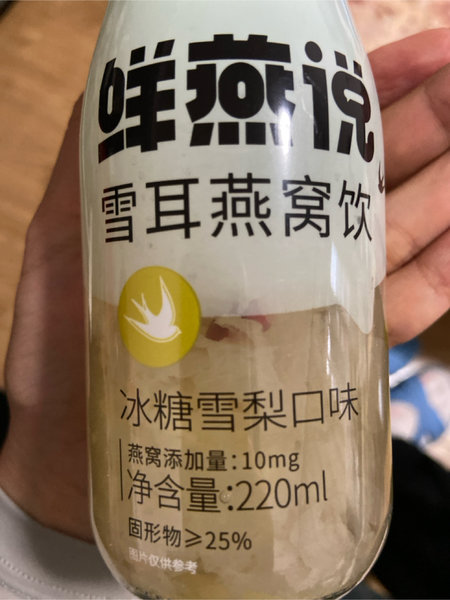 鲜燕说
雪耳燕窝饮
冰糖雪梨口味
燕窝添加量:10mg
净含量:220ml
固形物≥25%
图片仅供参考